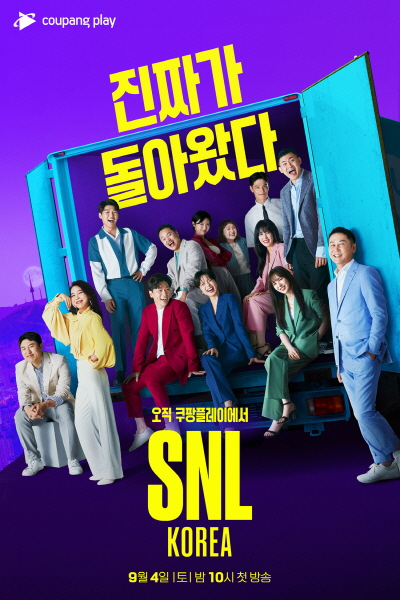 coupang play
진짜가
돌아왔다
오직 쿠팡플레이에서
SNL
KOREA
9월 4일 | 토 | 밤 10시 첫 방송